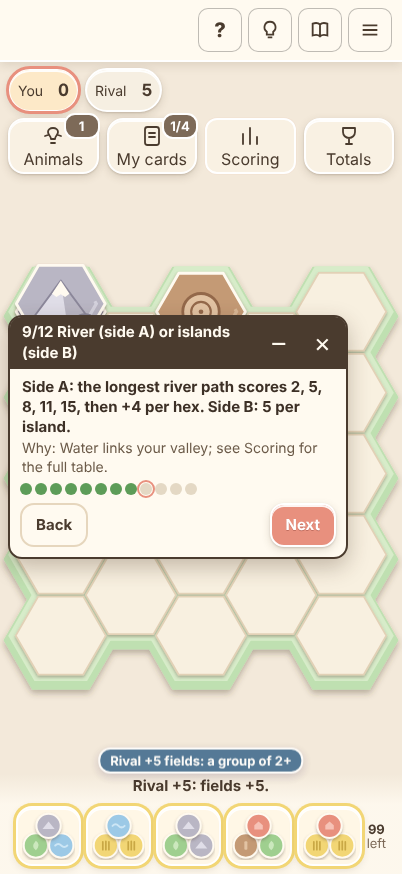 ?
You 0
Rival 5
1
1/4
Animals
My cards
Scoring
Totals
9/12 River (side A) or islands
(side B)
Side A: the longest river path scores 2, 5,
8, 11, 15, then +4 per hex. Side B: 5 per
island.
Why: Water links your valley; see Scoring for
the full table.
Back
Next
Rival +5 fields: a group of 2+
Rival +5: fields +5.
99
left